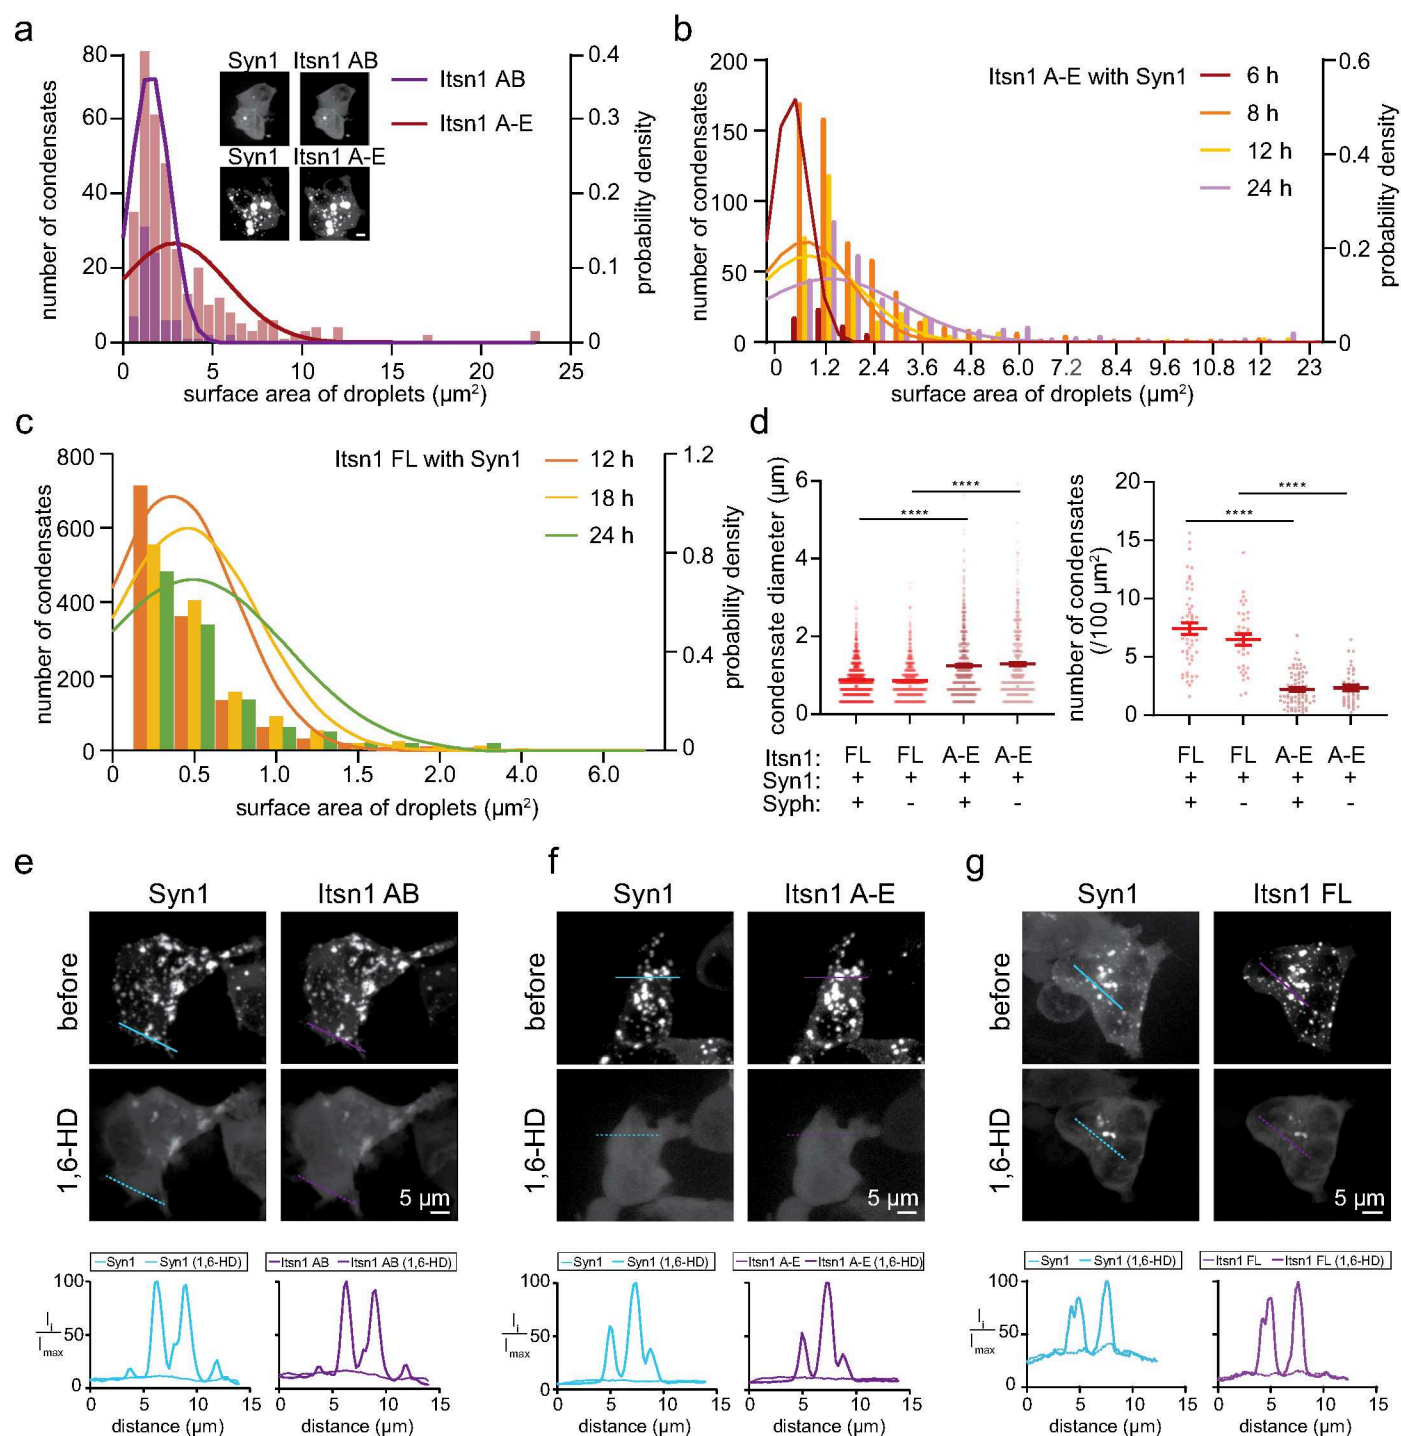 a
80
60
40
20
0
number of condensates
0.4
0.3
0.2
0.1
0
probability density
Syn1 Itsn1 AB
Syn1 Itsn1 A-E
Itsn1 AB
Itsn1 A-E
0 5 10 15 20 25
surface area of droplets (µm²)
b
200
150
100
50
0
number of condensates
0.6
0.4
0.2
0
probability density
Itsn1 A-E with Syn1
6 h
8 h
12 h
24 h
0 1.2 2.4 3.6 4.8 6.0 7.2 8.4 9.6 10.8 12 23
surface area of droplets (µm²)
c
800
600
400
200
0
number of condensates
1.2
0.8
0.4
0
probability density
Itsn1 FL with Syn1
12 h
18 h
24 h
0 0.5 1.0 1.5 2.0 4.0 6.0
surface area of droplets (µm²)
d
6
4
2
0
condensate diameter (µm)
****
****
Itsn1: FL FL A-E A-E
Syn1: + + + +
Syph: + - + -
20
15
10
5
0
number of condensates
(/100 µm²)
****
****
FL FL A-E A-E
+ + + +
+ - + -
e
Syn1 Itsn1 AB
before
1,6-HD
5 µm
Syn1 Syn1 (1,6-HD)
Itsn1 AB Itsn1 AB (1,6-HD)
100
50
0
Ii
Imax
0 5 10 15
distance (µm)
0 5 10 15
distance (µm)
f
Syn1 Itsn1 A-E
before
1,6-HD
5 µm
Syn1 Syn1 (1,6-HD)
Itsn1 A-E Itsn1 A-E (1,6-HD)
100
50
0
Ii
Imax
0 5 10 15
distance (µm)
0 5 10 15
distance (µm)
g
Syn1 Itsn1 FL
before
1,6-HD
5 µm
Syn1 Syn1 (1,6-HD)
Itsn1 FL Itsn1 FL (1,6-HD)
100
50
0
Ii
Imax
0 5 10 15
distance (µm)
0 5 10 15
distance (µm)